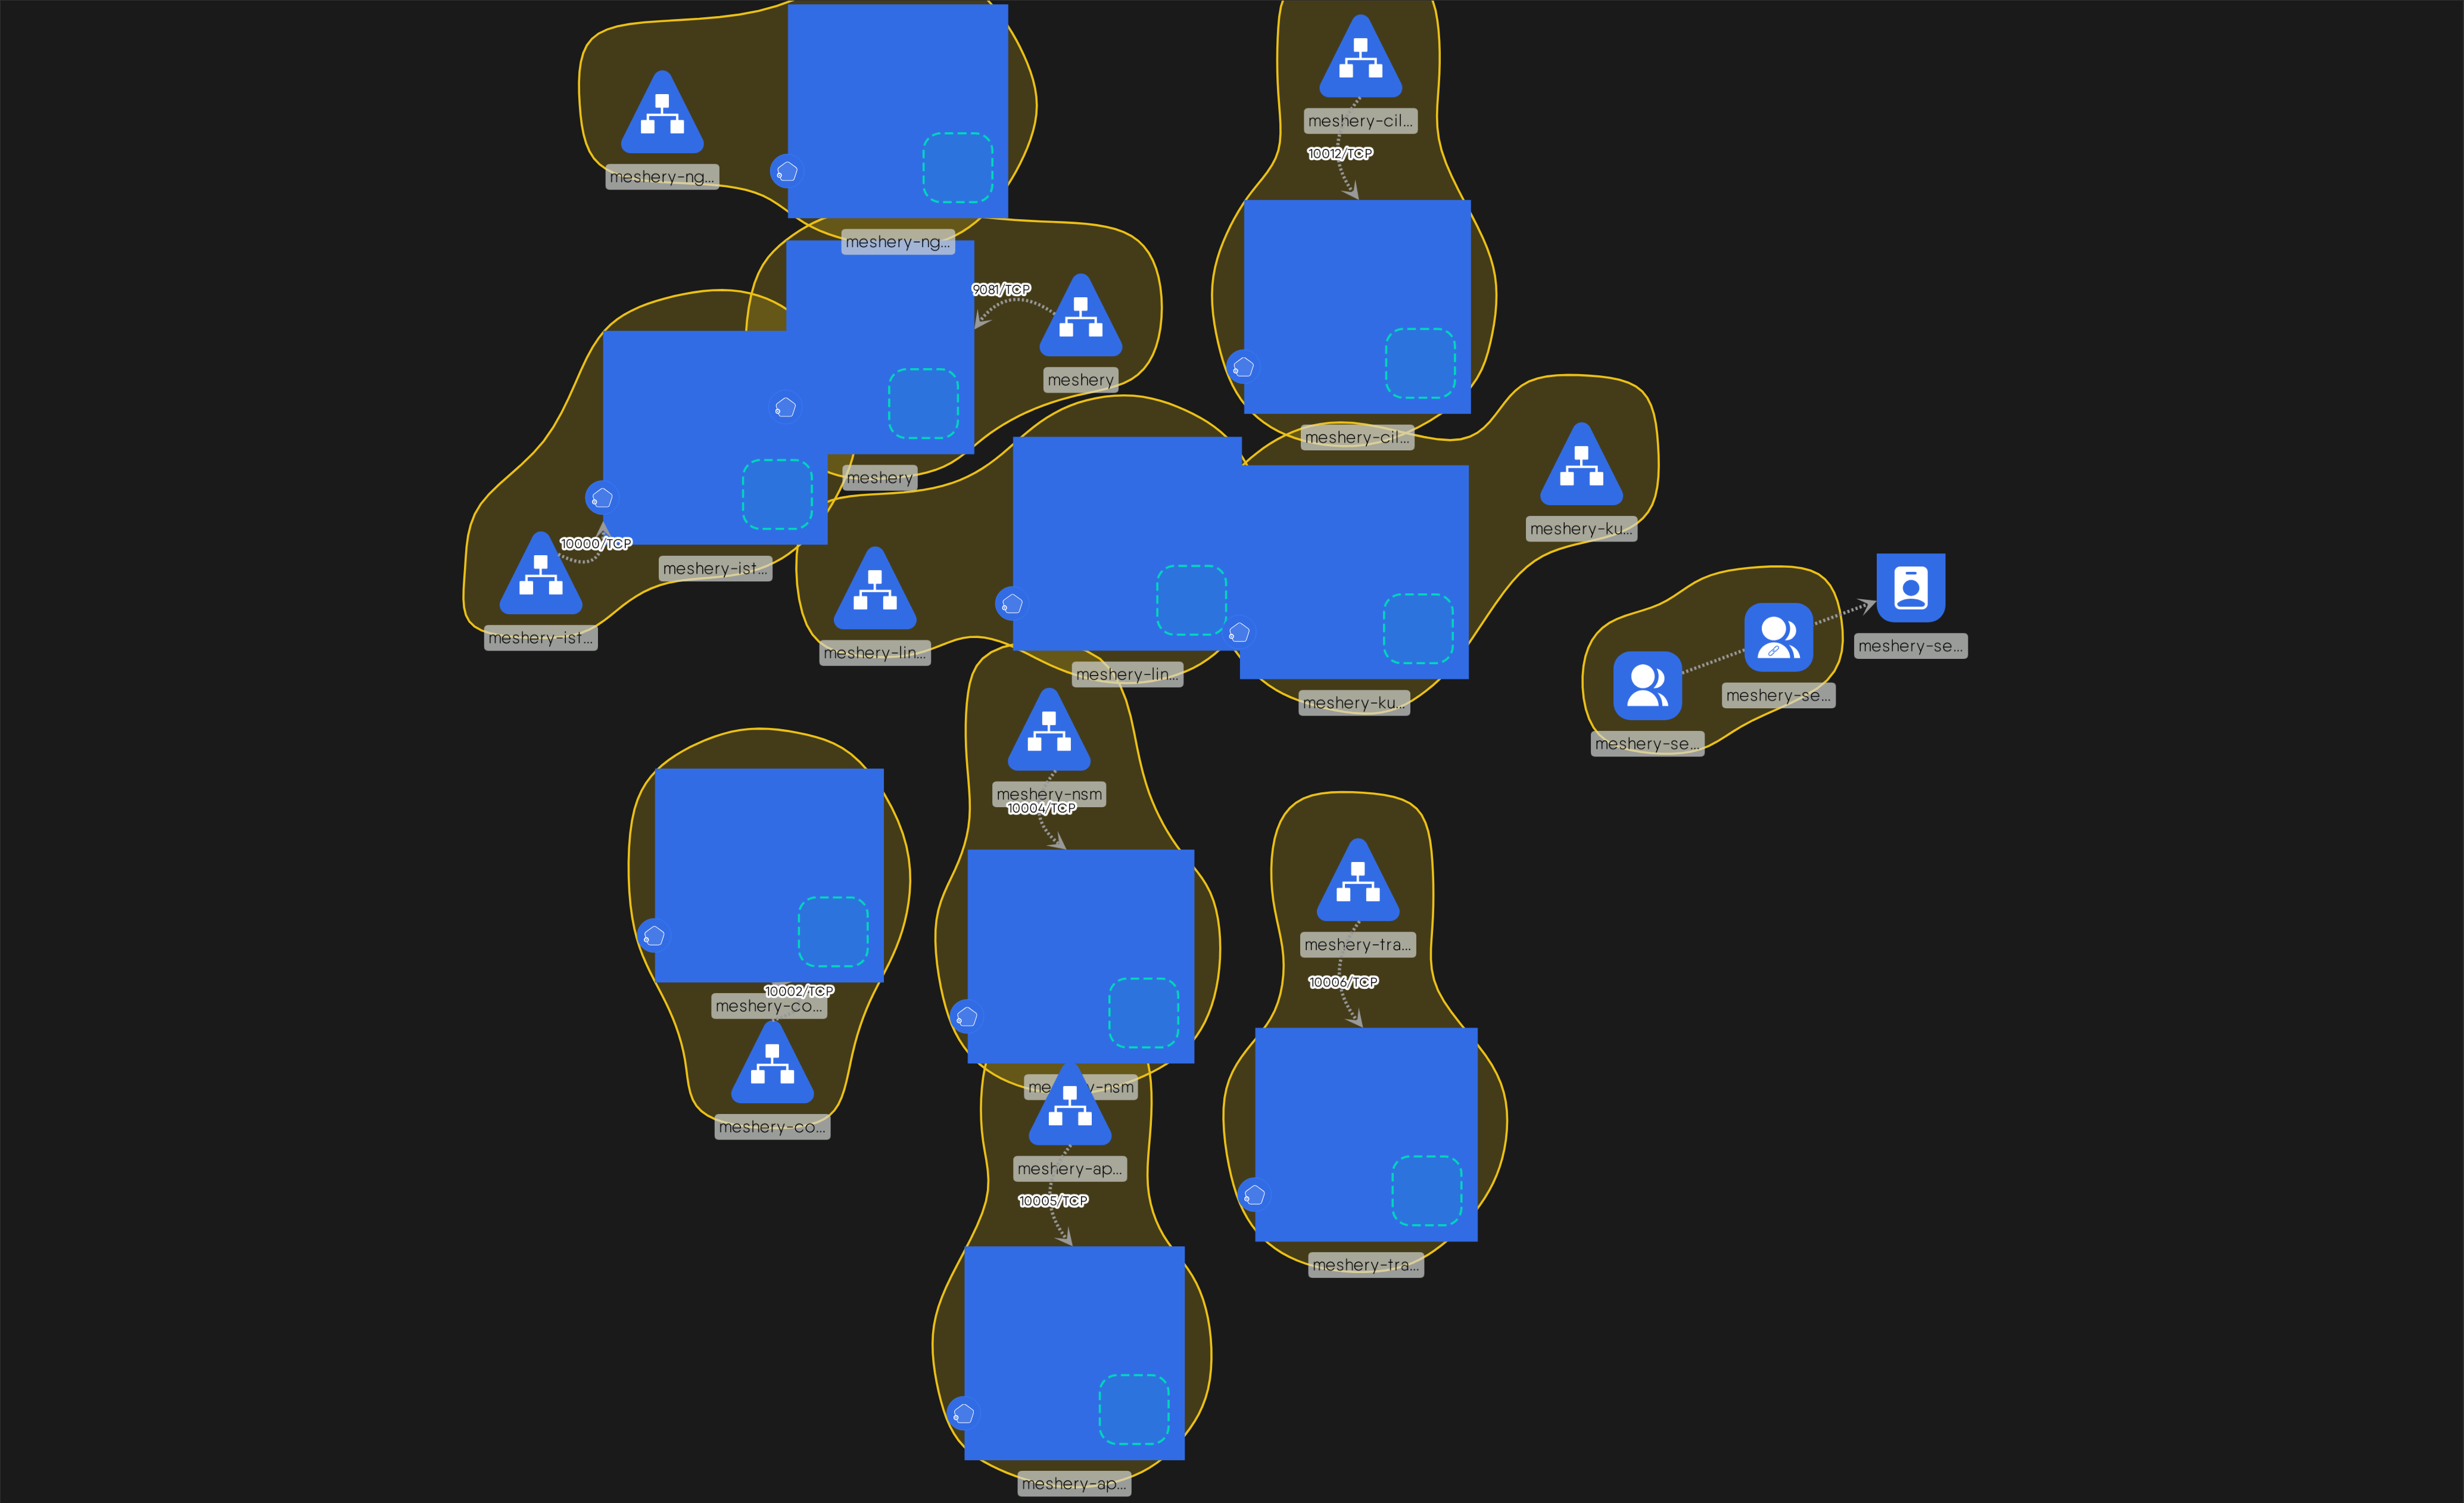 meshery-cil...
10012/TCP
meshery-ng...
meshery-ng...
9081/TCP
meshery
meshery-cil...
meshery
meshery-ku...
10000/TCP
meshery-ist...
meshery-ist...
meshery-lin...
meshery-lin...
meshery-ku...
meshery-se...
meshery-se...
meshery-se...
meshery-nsm
10004/TCP
meshery-tra...
10006/TCP
10002/TCP
meshery-co...
meshery-co...
meshery-ap...
10005/TCP
meshery-tra...
meshery-ap...